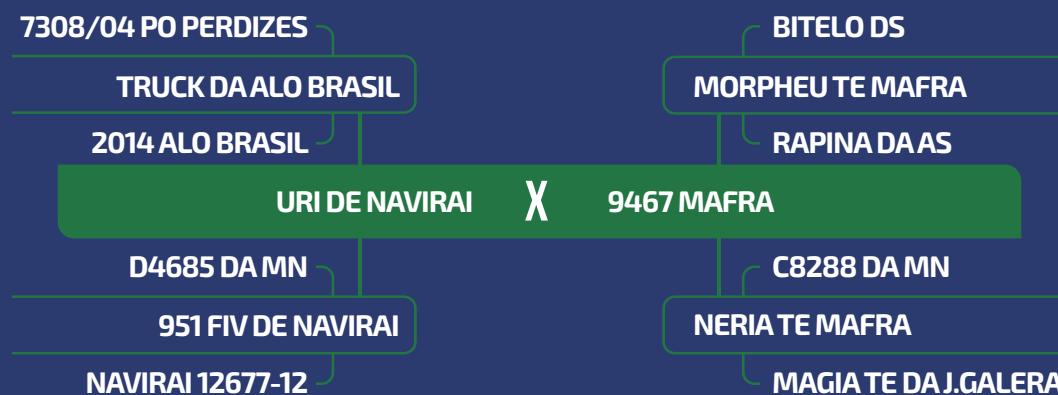 7308/04 PO PERDIZES
TRUCK DA ALO BRASIL
2014 ALO BRASIL
BITELO DS
MORPHEU TE MAFRA
RAPINA DA AS
URI DE NAVIRAI X 9467 MAFRA
D4685 DA MN
951 FIV DE NAVIRAI
NAVIRAI 12677-12
C8288 DA MN
NERIA TE MAFRA
MAGIA TE DA J.GALERA